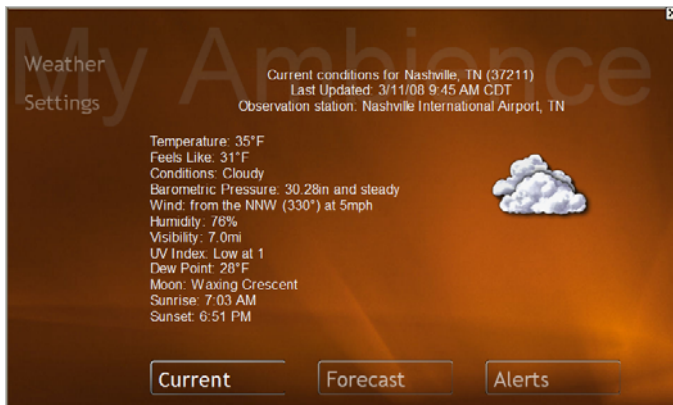 My Ambience
Weather
Settings
Current conditions for Nashville, TN (37211)
Last Updated: 3/11/08 9:45 AM CDT
Observation station: Nashville International Airport, TN
Temperature: 35°F
Feels Like: 31°F
Conditions: Cloudy
Barometric Pressure: 30.28in and steady
Wind: from the NNW (330°) at 5mph
Humidity: 76%
Visibility: 7.0mi
UV Index: Low at 1
Dew Point: 28°F
Moon: Waxing Crescent
Sunrise: 7:03 AM
Sunset: 6:51 PM
Current
Forecast
Alerts